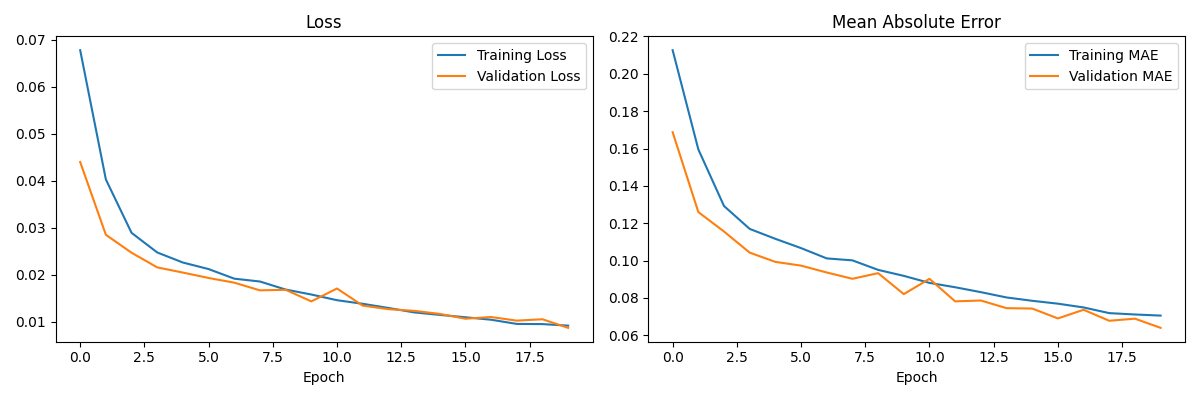 Loss
0.07
0.06
0.05
0.04
0.03
0.02
0.01
Training Loss
Validation Loss
0.0 2.5 5.0 7.5 10.0 12.5 15.0 17.5
Epoch
Mean Absolute Error
0.22
0.20
0.18
0.16
0.14
0.12
0.10
0.08
0.06
Training MAE
Validation MAE
0.0 2.5 5.0 7.5 10.0 12.5 15.0 17.5
Epoch